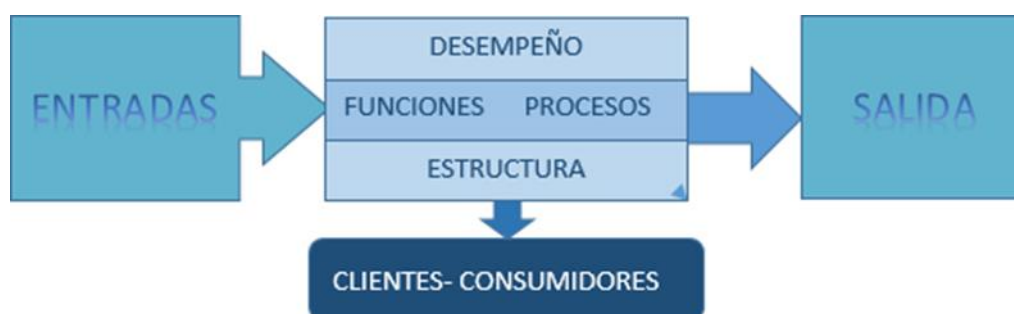 ENTRADAS
DESEMPEÑO
FUNCIONES PROCESOS
ESTRUCTURA
SALIDA
CLIENTES- CONSUMIDORES